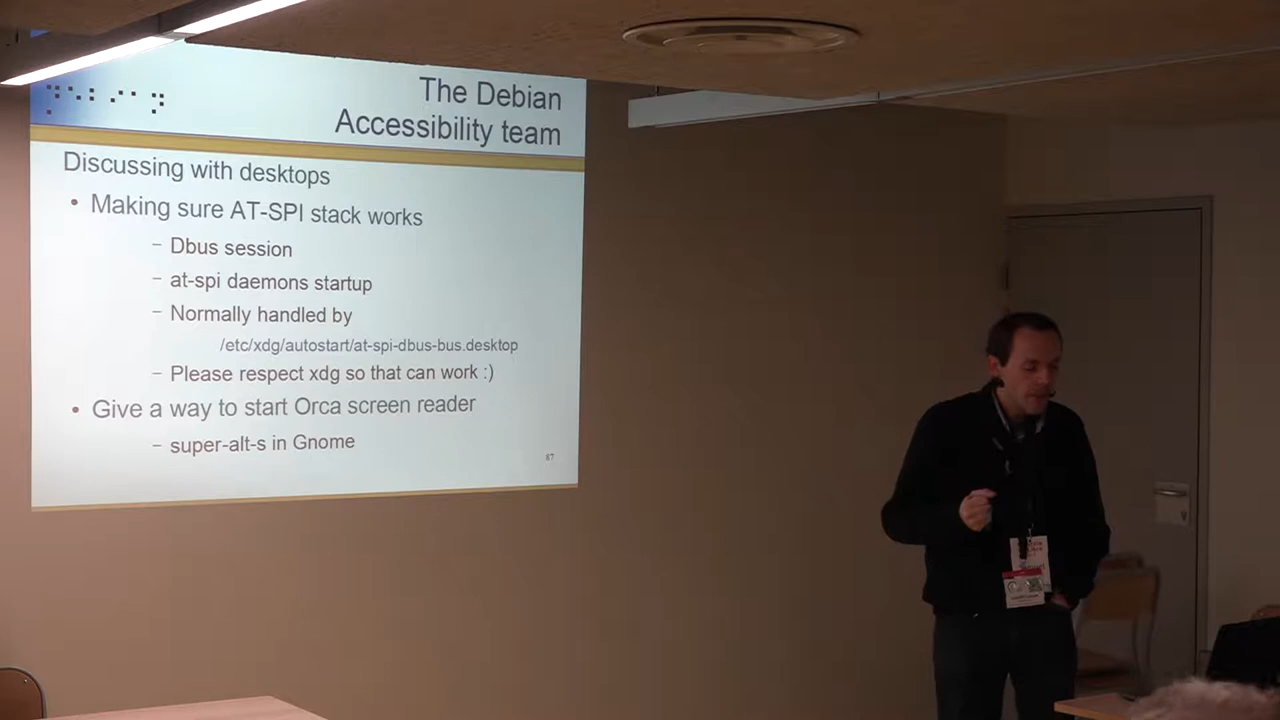 The Debian
Accessibility team
Discussing with desktops
• Making sure AT-SPI stack works
– Dbus session
– at-spi daemons startup
– Normally handled by
/etc/xdg/autostart/at-spi-dbus-bus.desktop
– Please respect xdg so that can work :)
• Give a way to start Orca screen reader
– super-alt-s in Gnome
87